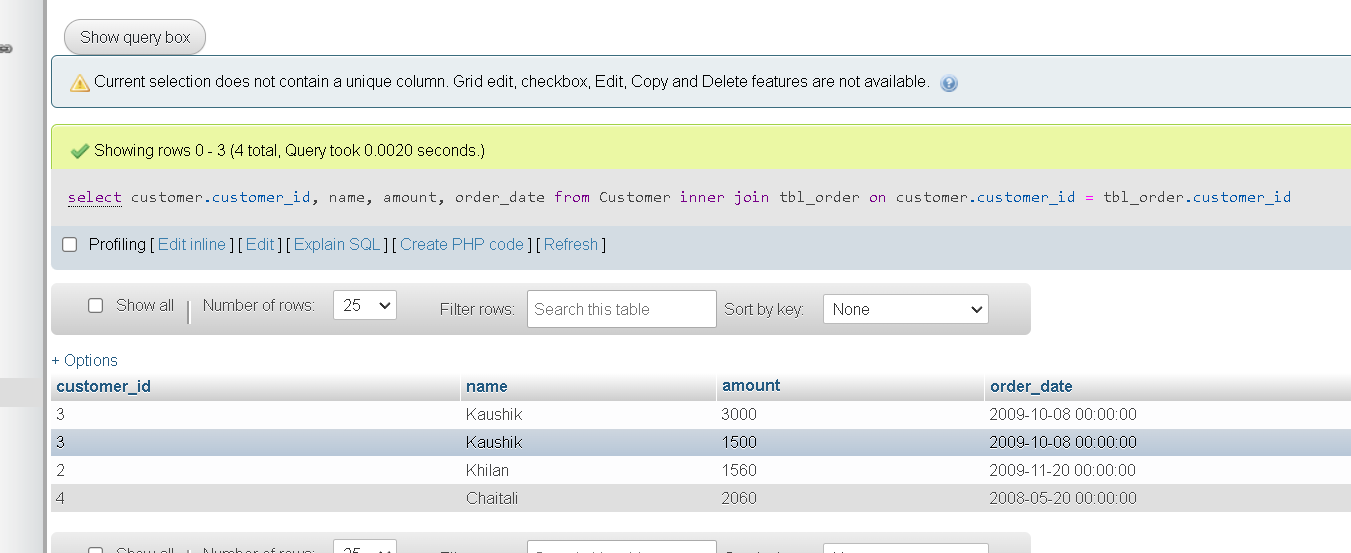 Show query box
Current selection does not contain a unique column. Grid edit, checkbox, Edit, Copy and Delete features are not available.
Showing rows 0 - 3 (4 total, Query took 0.0020 seconds.)
select customer.customer_id, name, amount, order_date from Customer inner join tbl_order on customer.customer_id = tbl_order.customer_id
Profiling [ Edit inline ] [ Edit ] [ Explain SQL ] [ Create PHP code ] [ Refresh ]
Show all | Number of rows: 25 Filter rows: Search this table Sort by key: None
+ Options
customer_id name amount order_date
3 Kaushik 3000 2009-10-08 00:00:00
3 Kaushik 1500 2009-10-08 00:00:00
2 Khilan 1560 2009-11-20 00:00:00
4 Chaitali 2060 2008-05-20 00:00:00
Show all | Number of rows: 25